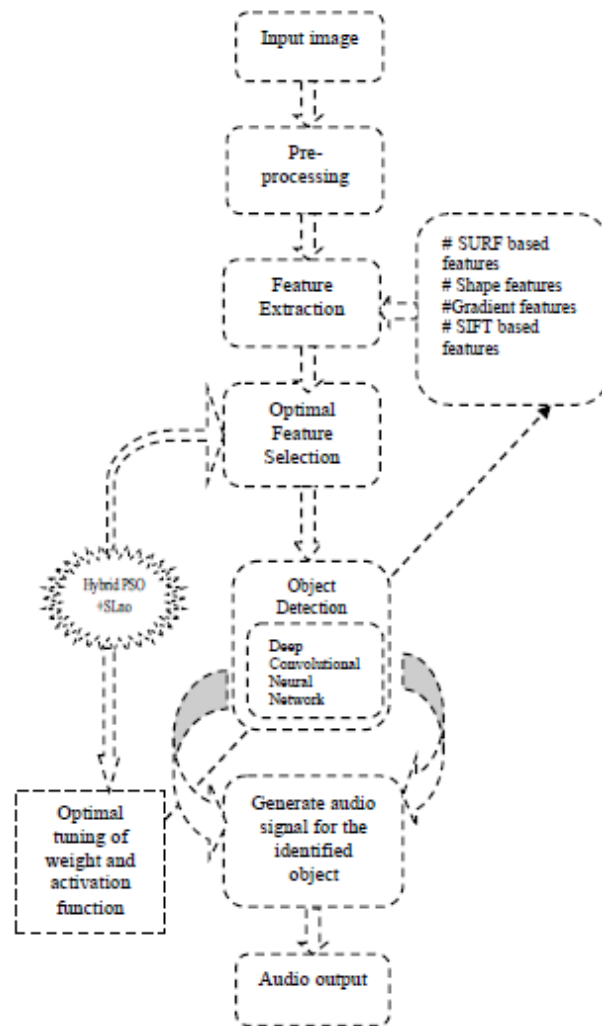 Input image
Pre-
processing
# SURF based
features
# Shape features
#Gradient features
# SIFT based
features
Feature
Extraction
Optimal
Feature
Selection
Hybrid PSO
+SLno
Object
Detection
Deep
Convolutional
Neural
Network
Optimal
tuning of
weight and
activation
function
Generate audio
signal for the
identified
object
Audio output